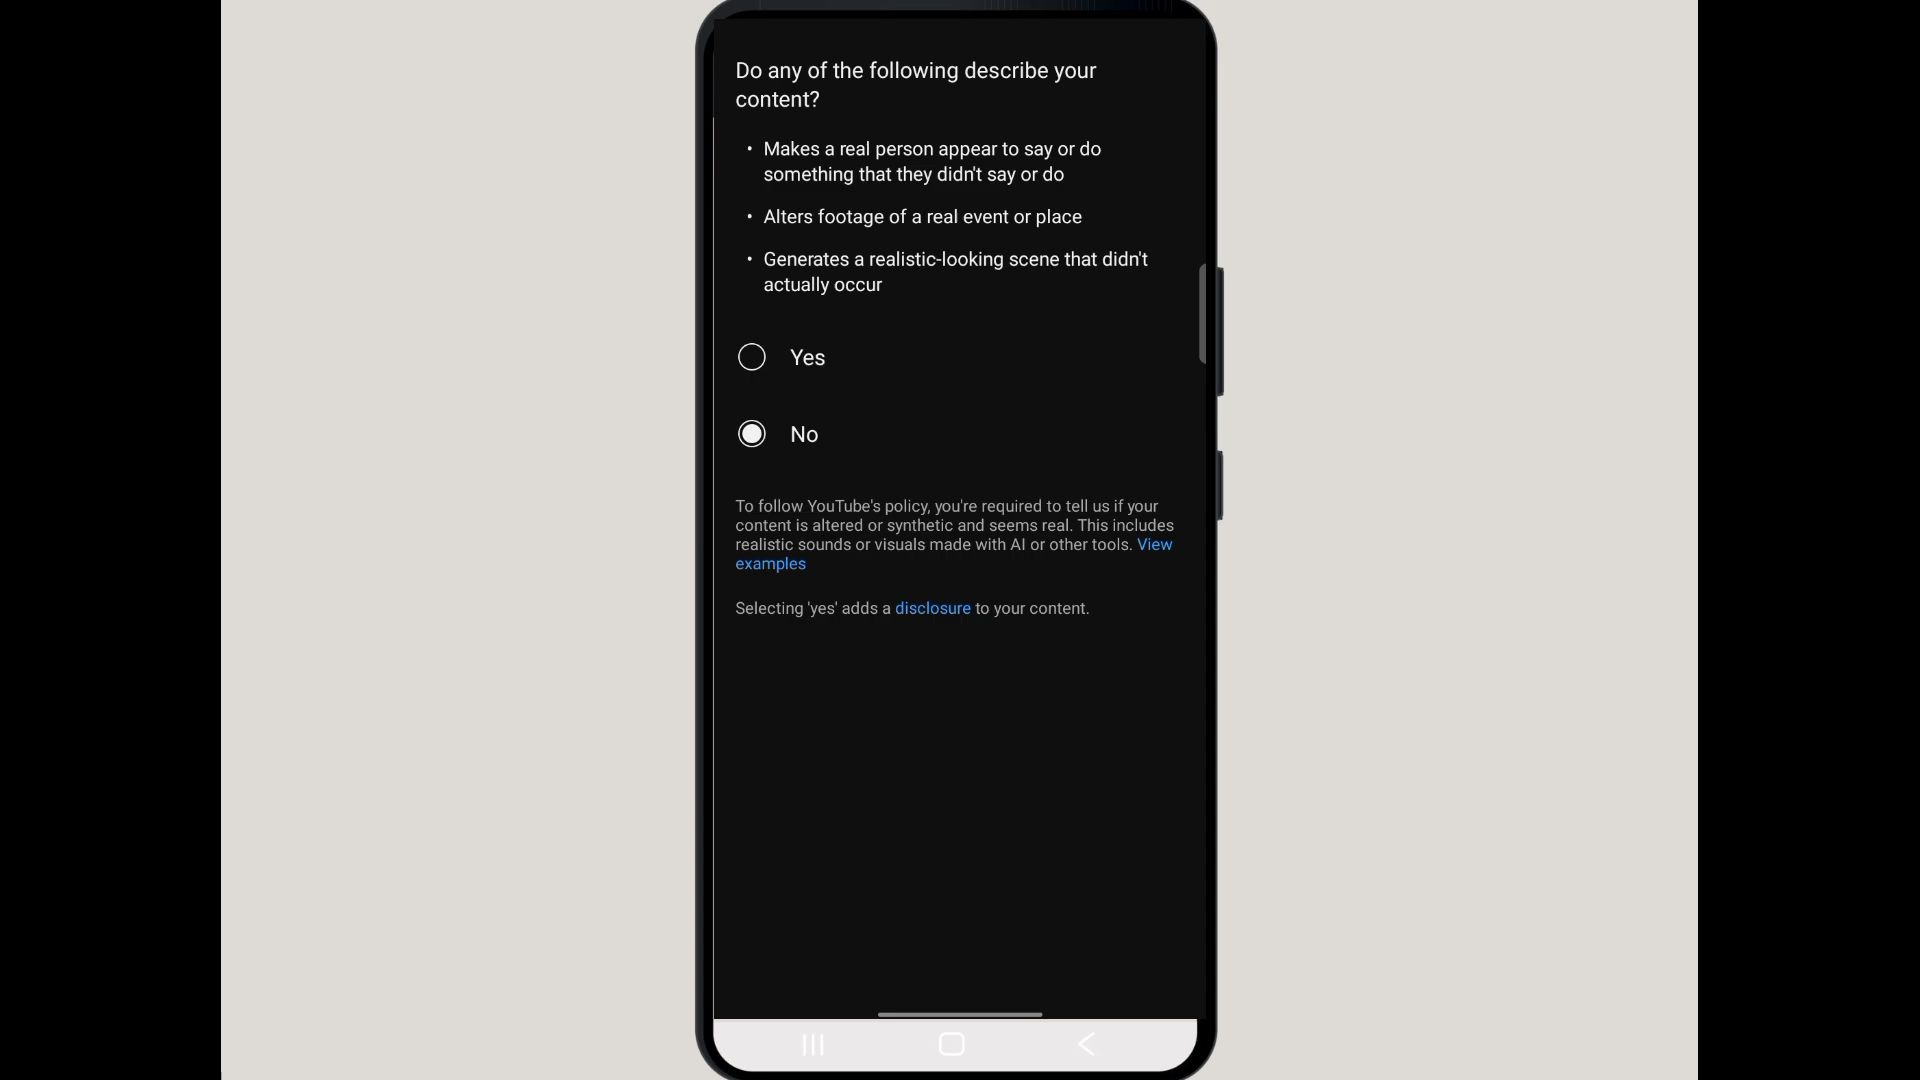 Do any of the following describe your
content?
• Makes a real person appear to say or do
something that they didn't say or do
• Alters footage of a real event or place
• Generates a realistic-looking scene that didn't
actually occur
Yes
No
To follow YouTube's policy, you're required to tell us if your
content is altered or synthetic and seems real. This includes
realistic sounds or visuals made with AI or other tools. View
examples
Selecting 'yes' adds a disclosure to your content.